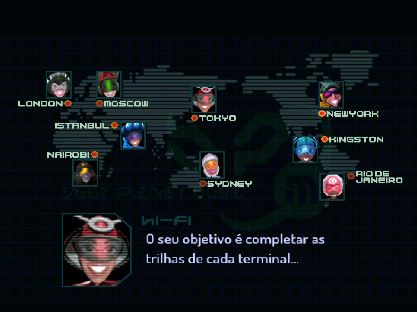 LONDON
MOSCOW
TOKYO
NEWYORK
ISTANBUL
KINGSTON
NAIROBI
SYDNEY
RIO DE
JANEIRO
HI-FI
O seu objetivo é completar as
trilhas de cada terminal...